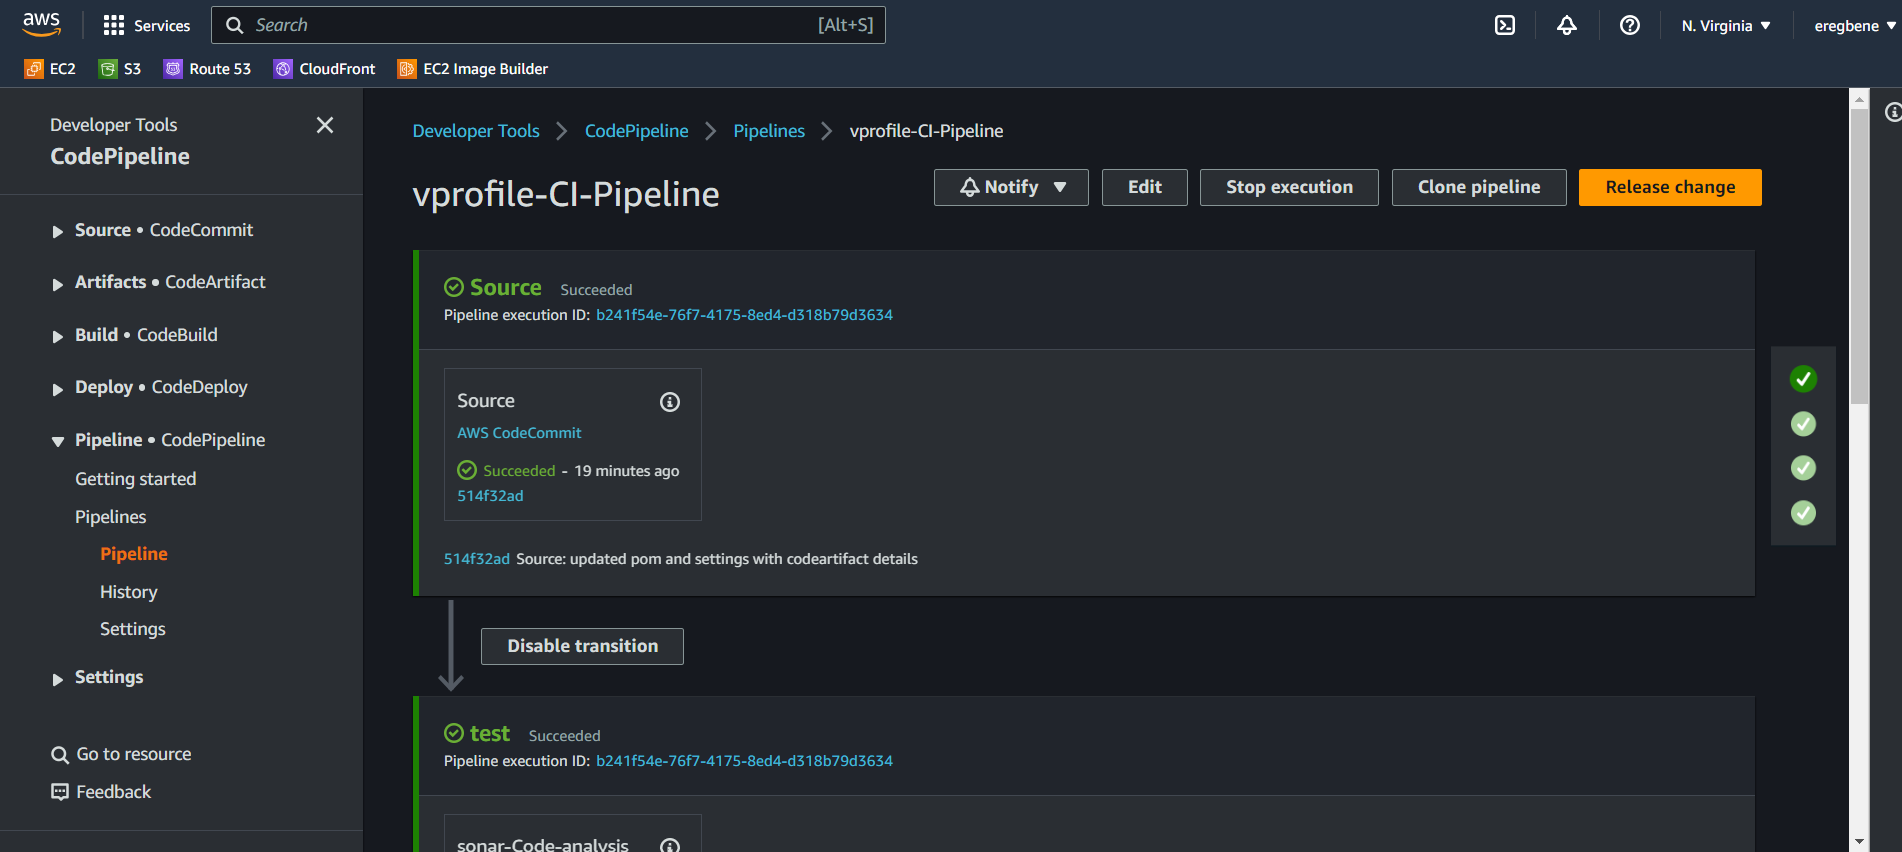 aws
Services
Search
[Alt+S]
N. Virginia
eregbene
EC2
S3
Route 53
CloudFront
EC2 Image Builder
Developer Tools
CodePipeline
Source • CodeCommit
Artifacts • CodeArtifact
Build • CodeBuild
Deploy • CodeDeploy
Pipeline • CodePipeline
Getting started
Pipelines
Pipeline
History
Settings
Settings
Go to resource
Feedback
Developer Tools
CodePipeline
Pipelines
vprofile-CI-Pipeline
vprofile-CI-Pipeline
Notify
Edit
Stop execution
Clone pipeline
Release change
Source Succeeded
Pipeline execution ID: b241f54e-76f7-4175-8ed4-d318b79d3634
Source
AWS CodeCommit
Succeeded - 19 minutes ago
514f32ad
514f32ad Source: updated pom and settings with codeartifact details
Disable transition
test Succeeded
Pipeline execution ID: b241f54e-76f7-4175-8ed4-d318b79d3634
sonar-Code-analysis